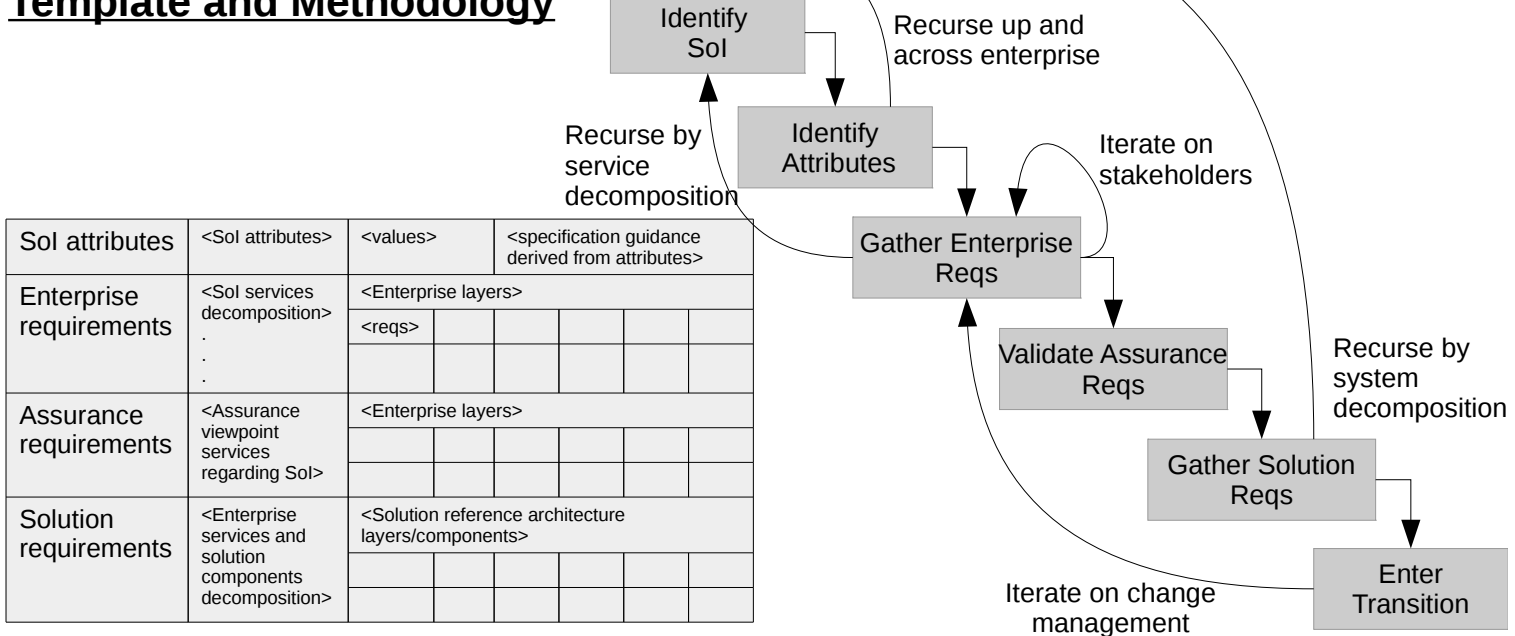 Template and Methodology
Identify
SoI
Recurse up and
across enterprise
Identify
Attributes
Recurse by
service
decomposition
Iterate on
stakeholders
Gather Enterprise
Reqs
Validate Assurance
Reqs
Recurse by
system
decomposition
Gather Solution
Reqs
Enter
Transition
Iterate on change
management
SoI attributes
<SoI attributes>
<values>
<specification guidance
derived from attributes>
Enterprise
requirements
<SoI services
decomposition>
.
.
.
<Enterprise layers>
<reqs>
Assurance
requirements
<Assurance
viewpoint
services
regarding SoI>
<Enterprise layers>
Solution
requirements
<Enterprise
services and
solution
components
decomposition>
<Solution reference architecture
layers/components>